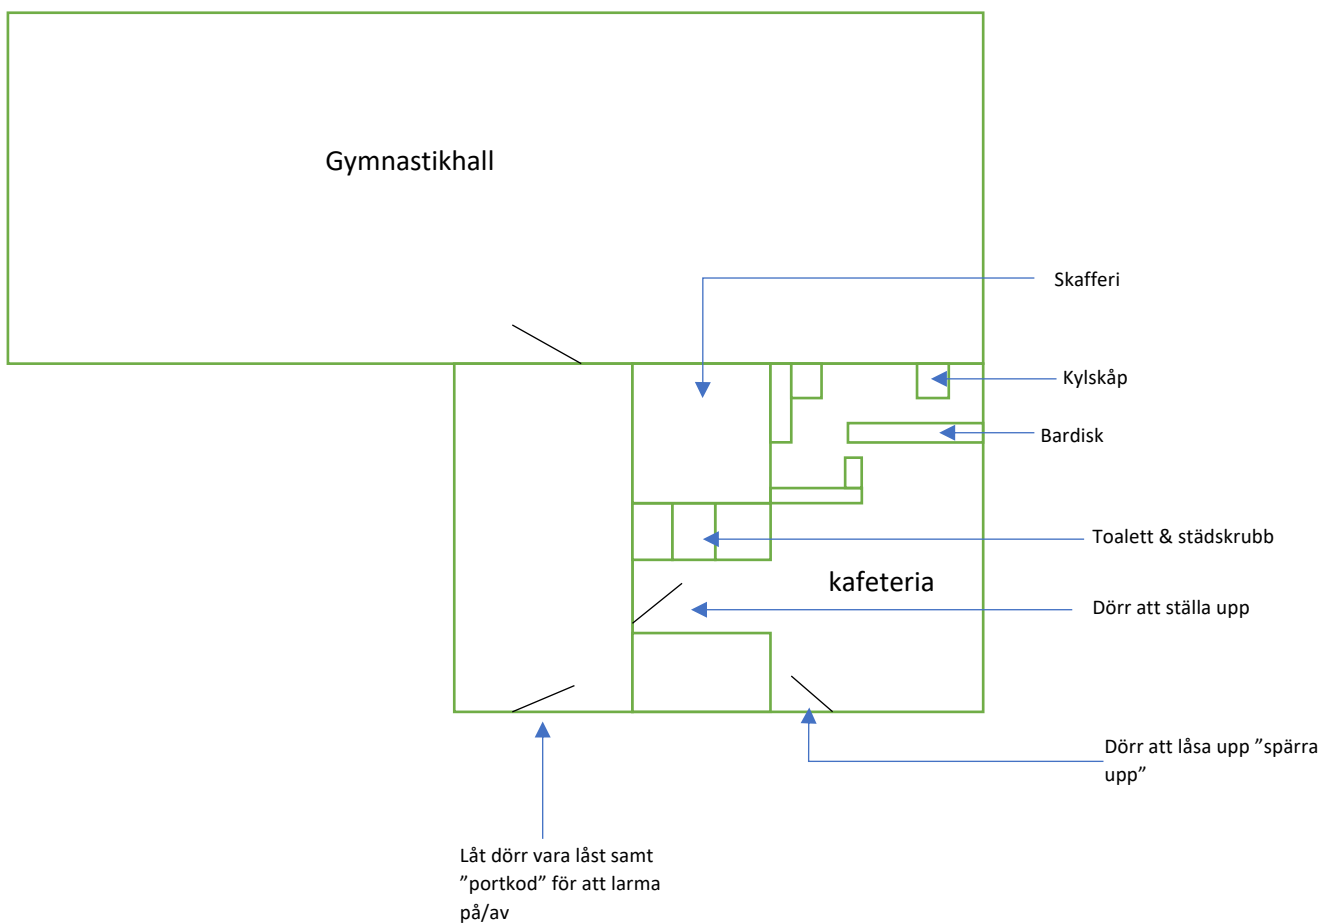 Gymnastikhall
Skafferi
Kylskåp
Bardisk
Toalett & städskrubb
kafeteria
Dörr att ställa upp
Dörr att låsa upp ”spärra
upp”
Låt dörr vara låst samt
”portkod” för att larma
på/av